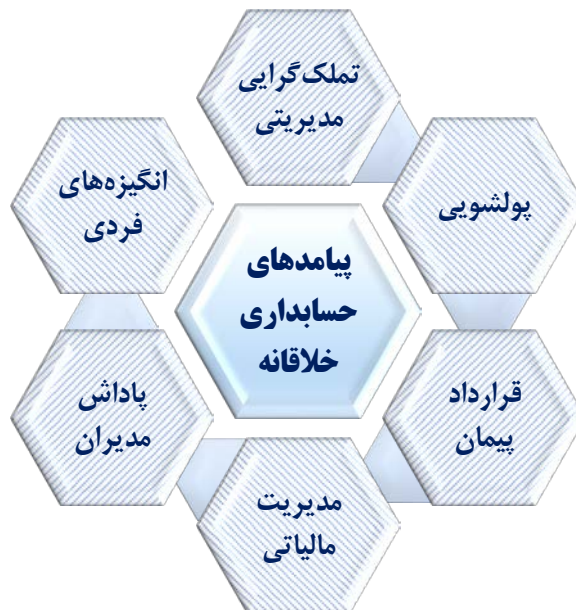 تملک‌گرایی
مدیریتی
پولشویی
انگیزه‌های
فردی
پیامدهای
حسابداری
خلاقانه
قرارداد
پیمان
پاداش
مدیران
مدیریت
مالیاتی